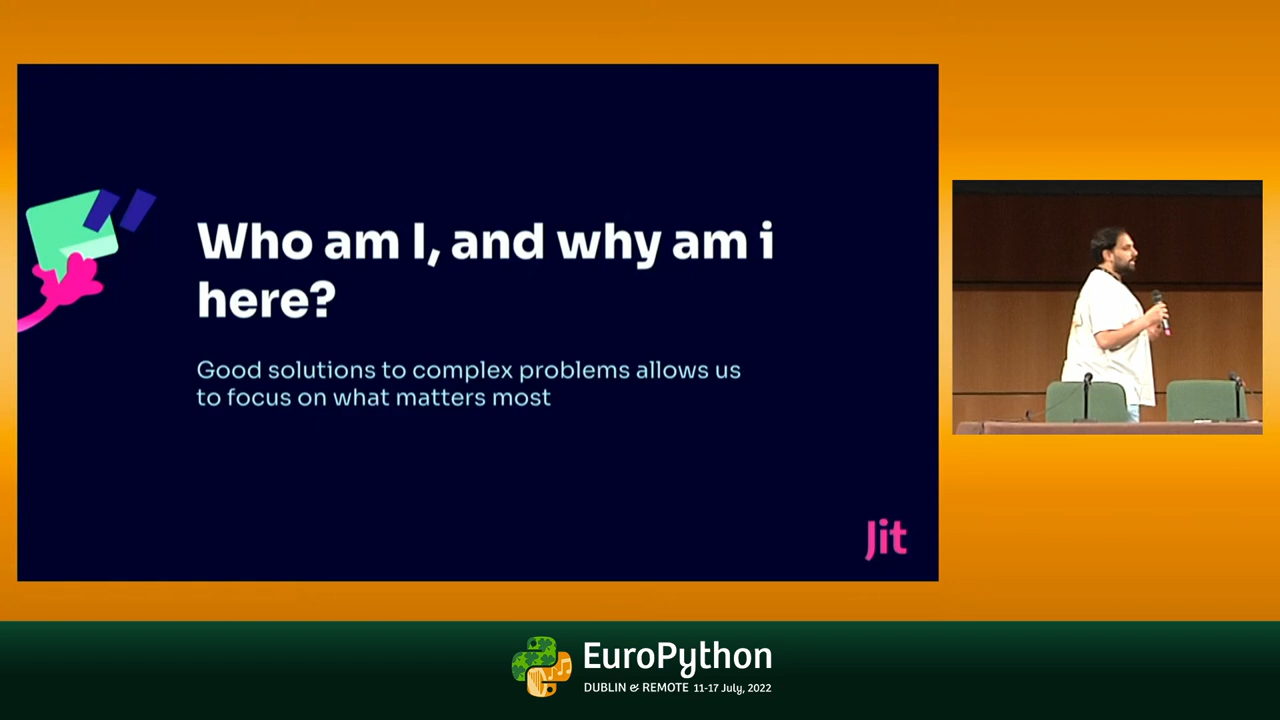 Who am I, and why am i
here?
Good solutions to complex problems allows us
to focus on what matters most
Jit
EuroPython
DUBLIN & REMOTE 11-17 July, 2022